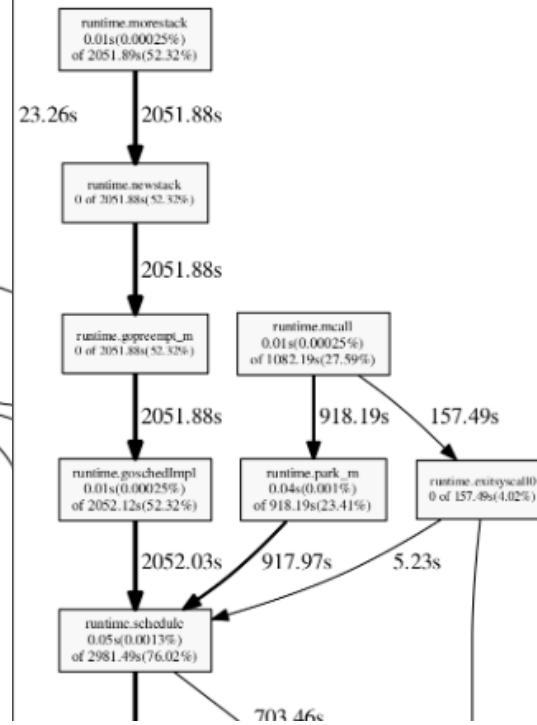 runtime.morestack
0.01s(0.00025%)
of 2051.89s(52.32%)
23.26s
2051.88s
runtime.newstack
0 of 2051.88s(52.32%)
2051.88s
runtime.gopreempt_m
0 of 2051.88s(52.32%)
runtime.mcall
0.01s(0.00025%)
of 1082.19s(27.59%)
2051.88s
918.19s
157.49s
runtime.goschedImpl
0.01s(0.00025%)
of 2052.12s(52.32%)
runtime.park_m
0.04s(0.001%)
of 918.19s(23.41%)
runtime.exitsyscall0
0 of 157.49s(4.02%)
2052.03s
917.97s
5.23s
runtime.schedule
0.05s(0.0013%)
of 2981.49s(76.02%)
703.46s